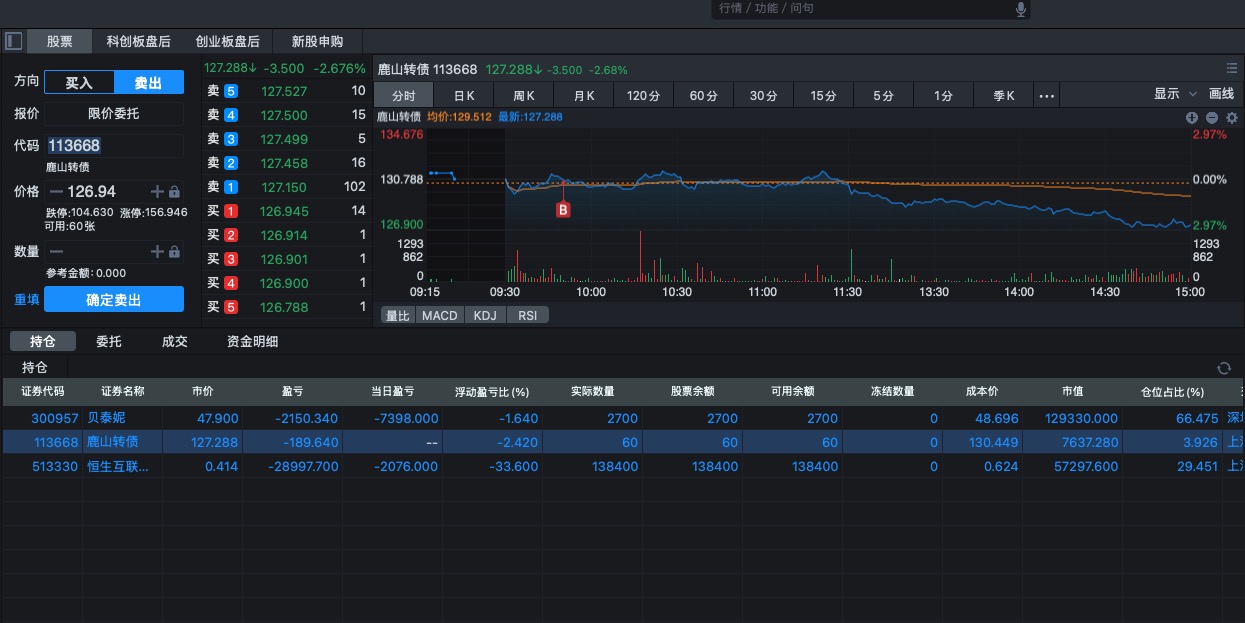 行情 / 功能 / 问句
股票 科创板盘后 创业板盘后 新股申购
方向 买入 卖出
报价 限价委托
代码 113668
鹿山转债
价格 126.94
跌停:104.630 涨停:156.946
可用:60张
数量
参考金额: 0.000
重填 确定卖出
127.288↓ -3.500 -2.676%
卖 5 127.527 10
卖 4 127.500 15
卖 3 127.499 5
卖 2 127.458 16
卖 1 127.150 102
买 1 126.945 14
买 2 126.914 1
买 3 126.901 1
买 4 126.900 1
买 5 126.788 1
鹿山转债 113668 127.288↓ -3.500 -2.68%
分时 日K 周K 月K 120分 60分 30分 15分 5分 1分 季K ••• 显示 画线
鹿山转债 均价:129.512 最新:127.288
134.676 2.97%
130.788 0.00%
B
126.900 2.97%
1293 1293
862 862
0 0
09:15 09:30 10:00 10:30 11:00 11:30 13:30 14:00 14:30 15:00
量比 MACD KDJ RSI
持仓 委托 成交 资金明细
持仓
证券代码 证券名称 市价 盈亏 当日盈亏 浮动盈亏比(%) 实际数量 股票余额 可用余额 冻结数量 成本价 市值 仓位占比(%)
300957 贝泰妮 47.900 -2150.340 -7398.000 -1.640 2700 2700 2700 0 48.696 129330.000 66.475 深
113668 鹿山转债 127.288 -189.640 -- -2.420 60 60 60 0 130.449 7637.280 3.926 上
513330 恒生互联... 0.414 -28997.700 -2076.000 -33.600 138400 138400 138400 0 0.624 57297.600 29.451 上